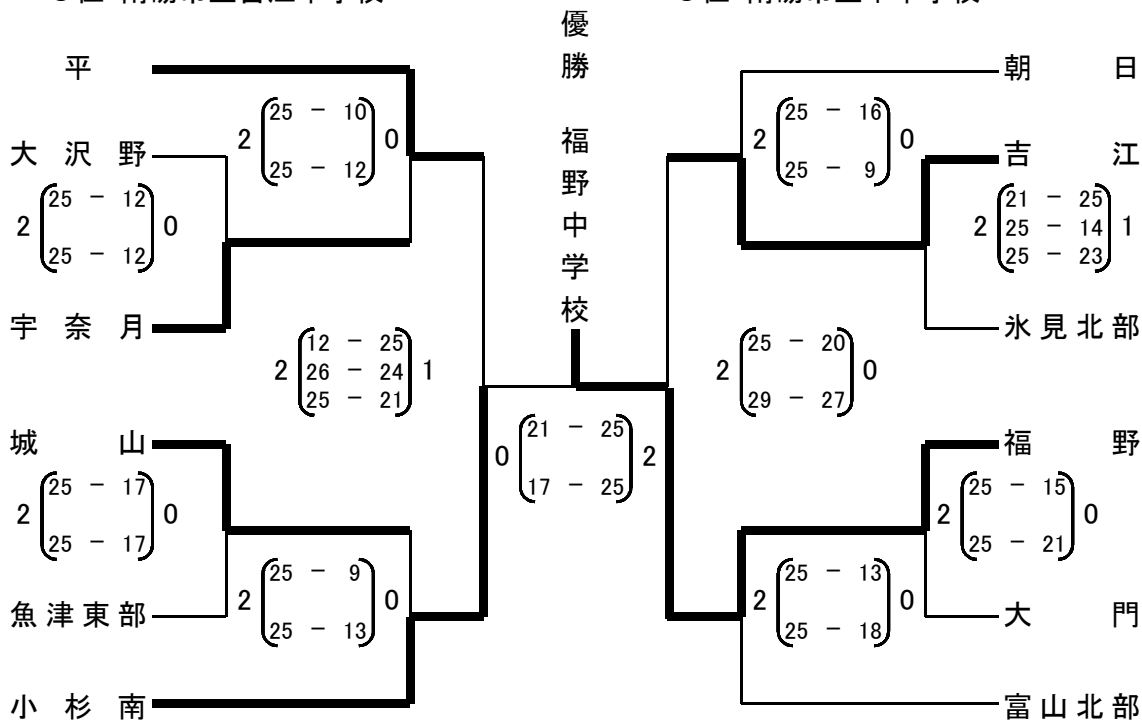 優勝 福野中学校
平
2 25 - 10 0
25 - 12
大沢野
2 25 - 12 0
25 - 12
宇奈月
2 12 - 25 1
26 - 24
25 - 21
城山
2 25 - 17 0
25 - 17
魚津東部
2 25 - 9 0
25 - 13
小杉南
0 21 - 25 2
17 - 25
朝日
2 25 - 16 0
25 - 9
吉江
2 21 - 25 1
25 - 14
25 - 23
氷見北部
2 25 - 20 0
29 - 27
福野
2 25 - 15 0
25 - 21
大門
2 25 - 13 0
25 - 18
富山北部